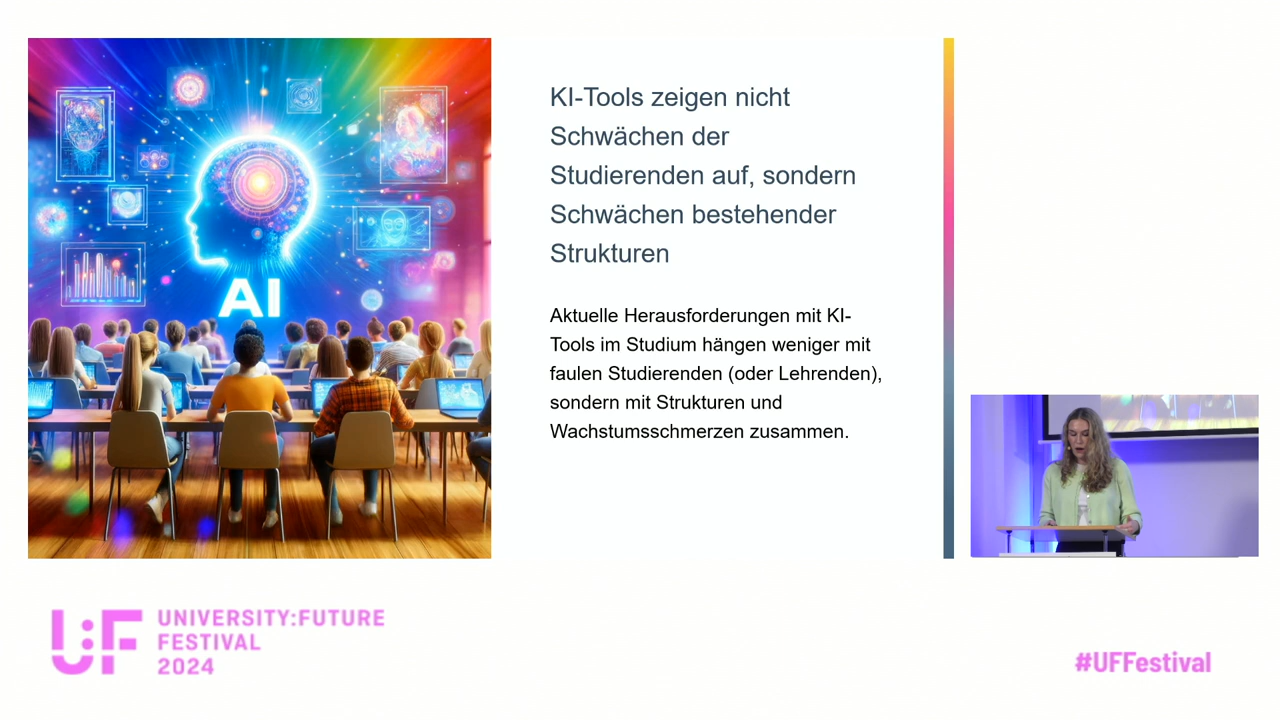 AI
KI-Tools zeigen nicht
Schwächen der
Studierenden auf, sondern
Schwächen bestehender
Strukturen
Aktuelle Herausforderungen mit KI-
Tools im Studium hängen weniger mit
faulen Studierenden (oder Lehrenden),
sondern mit Strukturen und
Wachstumsschmerzen zusammen.
U:F
UNIVERSITY:FUTURE
FESTIVAL
2024
#UFFestival